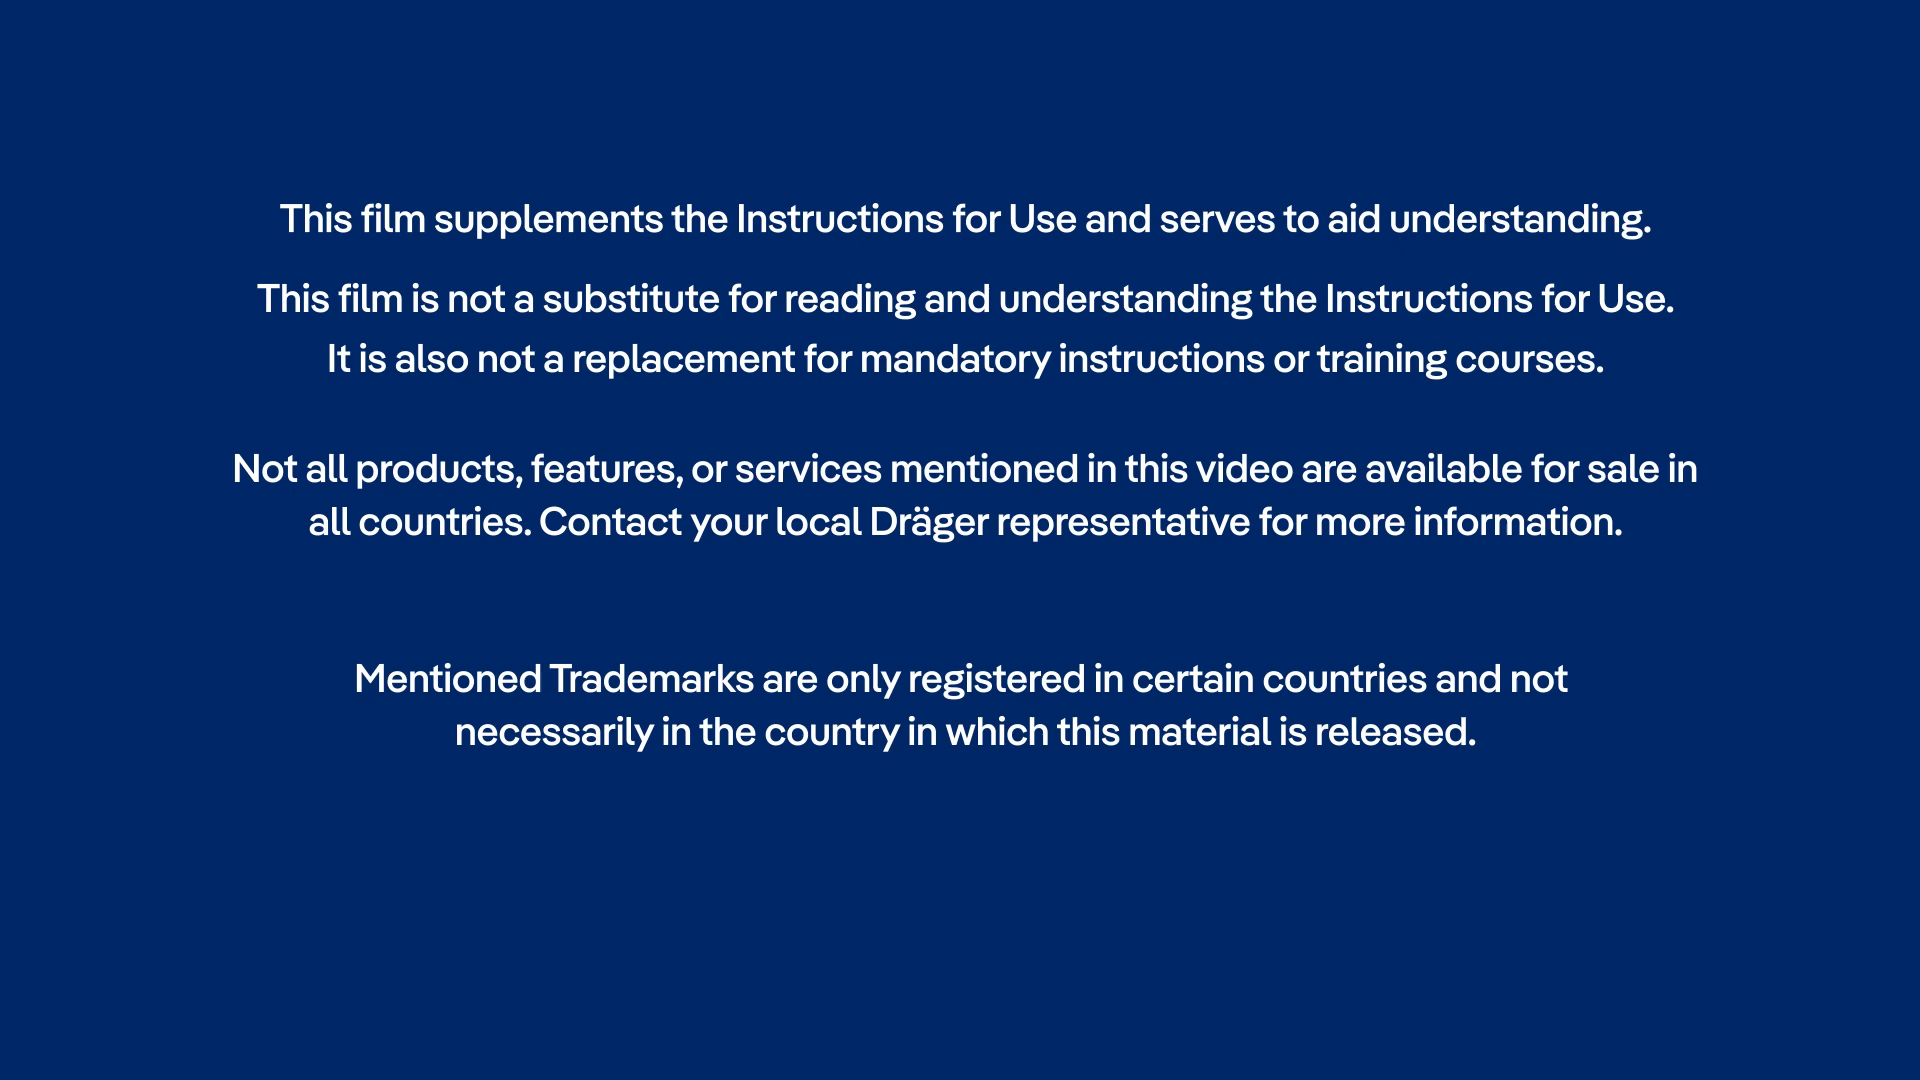 This film supplements the Instructions for Use and serves to aid understanding.
This film is not a substitute for reading and understanding the Instructions for Use.
It is also not a replacement for mandatory instructions or training courses.
Not all products, features, or services mentioned in this video are available for sale in
all countries. Contact your local Dräger representative for more information.
Mentioned Trademarks are only registered in certain countries and not
necessarily in the country in which this material is released.